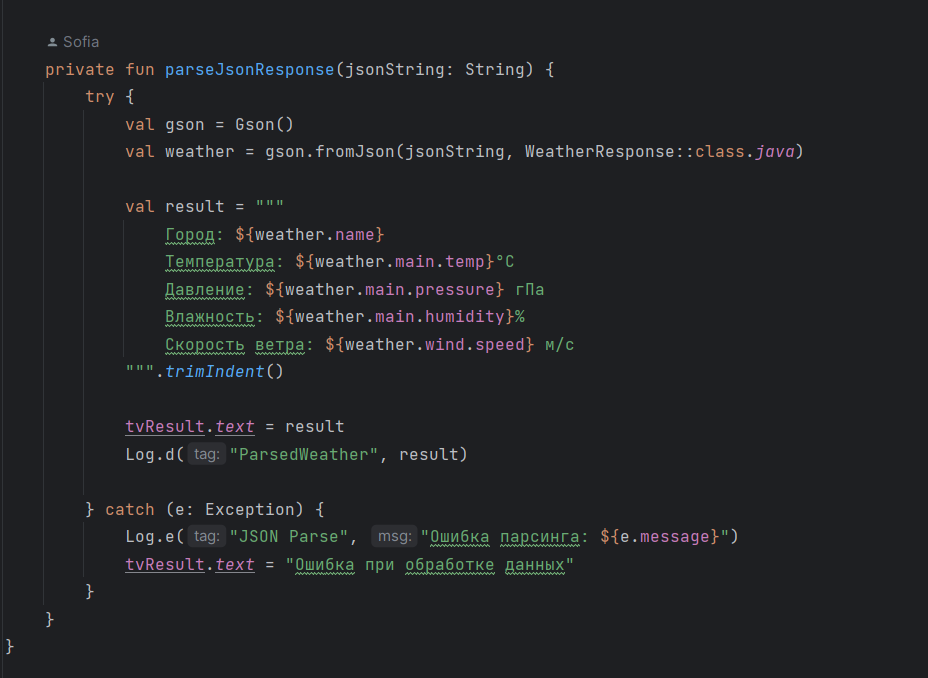 Sofia
private fun parseJsonResponse(jsonString: String) {
try {
val gson = Gson()
val weather = gson.fromJson(jsonString, WeatherResponse::class.java)
val result = """
Город: ${weather.name}
Температура: ${weather.main.temp}°C
Давление: ${weather.main.pressure} гПа
Влажность: ${weather.main.humidity}%
Скорость ветра: ${weather.wind.speed} м/с
""".trimIndent()
tvResult.text = result
Log.d( tag: "ParsedWeather", result)
} catch (e: Exception) {
Log.e( tag: "JSON Parse", msg: "Ошибка парсинга: ${e.message}")
tvResult.text = "Ошибка при обработке данных"
}
}
}